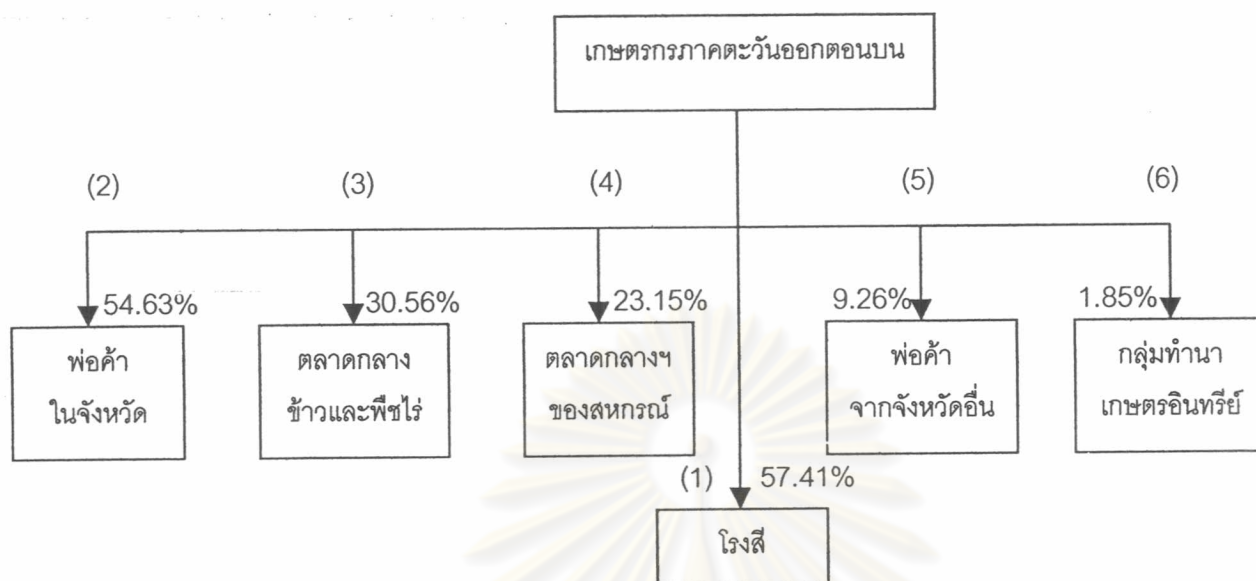 เกษตรกรภาคตะวันออกตอนบน
(2) (3) (4) (5) (6)
54.63% 30.56% 23.15% 9.26% 1.85%
พ่อค้า
ในจังหวัด
ตลาดกลาง
ข้าวและพืชไร่
ตลาดกลางฯ
ของสหกรณ์
พ่อค้า
จากจังหวัดอื่น
กลุ่มทำนา
เกษตรอินทรีย์
(1) 57.41%
โรงสี